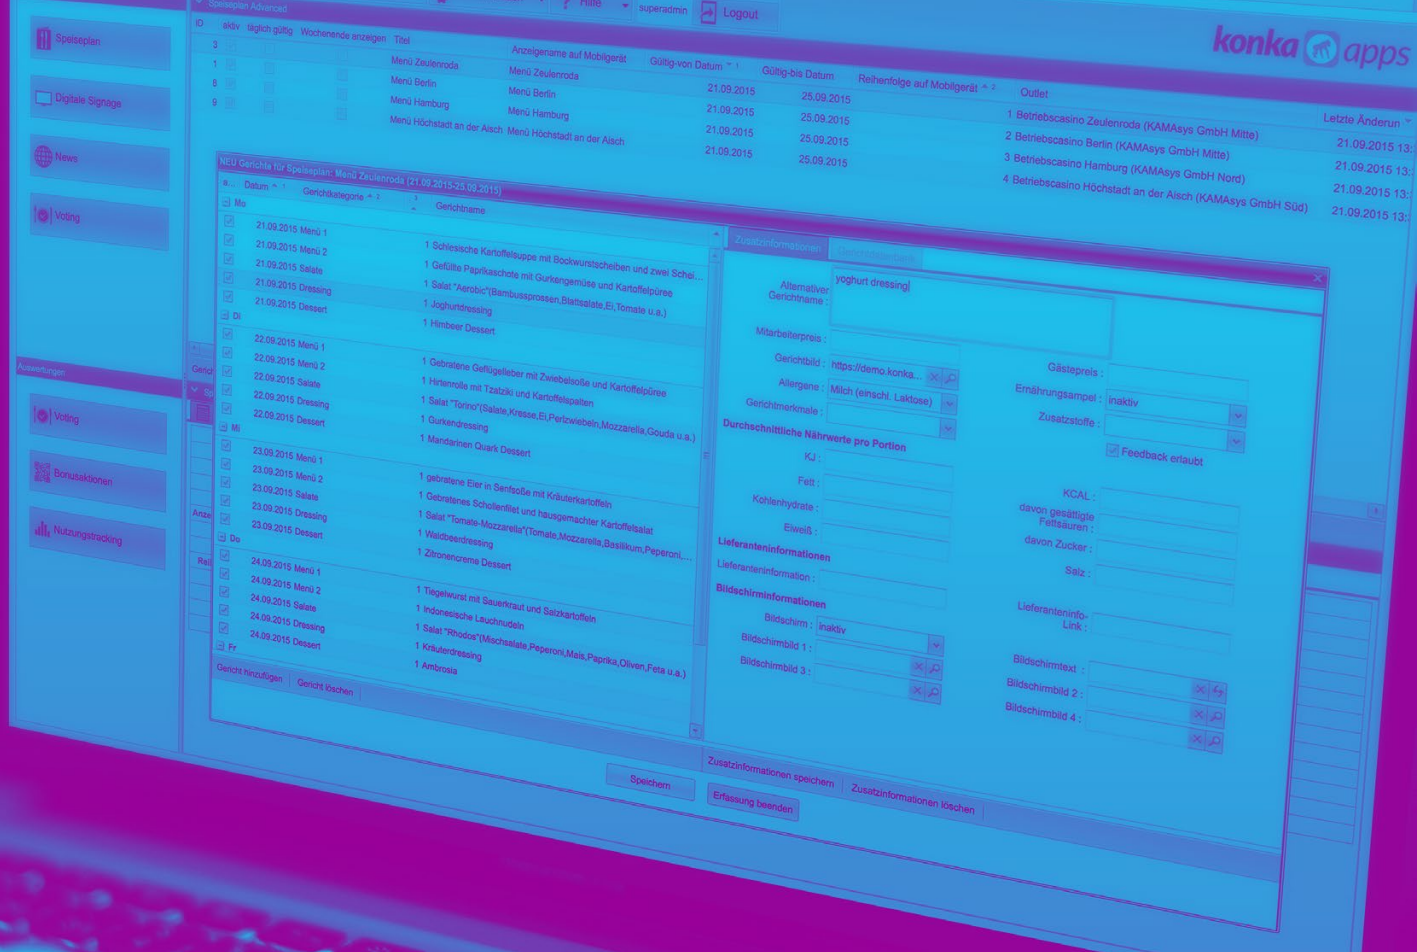 Hilfe
superadmin
Logout
konka apps
Speiseplan
Digitale Signage
News
Voting
Auswertungen
Voting
Bonusaktionen
Nutzungstracking
Speiseplan Advanced
ID aktiv täglich gültig Wochenende anzeigen Titel Anzeigename auf Mobilgerät Gültig-von Datum 1 Gültig-bis Datum Reihenfolge auf Mobilgerät 2 Outlet Letzte Änderun
3 Menü Zeulenroda Menü Zeulenroda 21.09.2015 25.09.2015 1 Betriebscasino Zeulenroda (KAMAsys GmbH Mitte) 21.09.2015 13:
1 Menü Berlin Menü Berlin 21.09.2015 25.09.2015 2 Betriebscasino Berlin (KAMAsys GmbH Mitte) 21.09.2015 13:
8 Menü Hamburg Menü Hamburg 21.09.2015 25.09.2015 3 Betriebscasino Hamburg (KAMAsys GmbH Nord) 21.09.2015 13:
9 Menü Höchstadt an der Aisch Menü Höchstadt an der Aisch 21.09.2015 25.09.2015 4 Betriebscasino Höchstadt an der Aisch (KAMAsys GmbH Süd) 21.09.2015 13:
NEU Gerichte für Speiseplan: Menü Zeulenroda (21.09.2015-25.09.2015)
a... Datum 1 Gerichtkategorie 2 3 Gerichtname
Mo
21.09.2015 Menü 1 1 Schlesische Kartoffelsuppe mit Bockwurstscheiben und zwei Schei...
21.09.2015 Menü 2 1 Gefüllte Paprikaschote mit Gurkengemüse und Kartoffelpüree
21.09.2015 Salate 1 Salat "Aerobic"(Bambussprossen,Blattsalate,Ei,Tomate u.a.)
21.09.2015 Dressing 1 Joghurtdressing
21.09.2015 Dessert 1 Himbeer Dessert
Di
22.09.2015 Menü 1 1 Gebratene Geflügelleber mit Zwiebelsoße und Kartoffelpüree
22.09.2015 Menü 2 1 Hirtenrolle mit Tzatziki und Kartoffelspalten
22.09.2015 Salate 1 Salat "Torino"(Salate,Kresse,Ei,Perlzwiebeln,Mozzarella,Gouda u.a.)
22.09.2015 Dressing 1 Gurkendressing
22.09.2015 Dessert 1 Mandarinen Quark Dessert
Mi
23.09.2015 Menü 1 1 gebratene Eier in Senfsoße mit Kräuterkartoffeln
23.09.2015 Menü 2 1 Gebratenes Schollenfilet und hausgemachter Kartoffelsalat
23.09.2015 Salate 1 Salat "Tomate-Mozzarella"(Tomate,Mozzarella,Basilikum,Peperoni,...
23.09.2015 Dressing 1 Waldbeerdressing
23.09.2015 Dessert 1 Zitronencreme Dessert
Do
24.09.2015 Menü 1 1 Tiegelwurst mit Sauerkraut und Salzkartoffeln
24.09.2015 Menü 2 1 Indonesische Lauchnudeln
24.09.2015 Salate 1 Salat "Rhodos"(Mischsalate,Peperoni,Mais,Paprika,Oliven,Feta u.a.)
24.09.2015 Dressing 1 Kräuterdressing
24.09.2015 Dessert 1 Ambrosia
Fr
Gericht hinzufügen Gericht löschen
Zusatzinformationen
Alternativer Gerichtname : yoghurt dressing
Mitarbeiterpreis : Gästepreis :
Gerichtbild : https://demo.konka... Ernährungsampel : inaktiv
Allergene : Milch (einschl. Laktose) Zusatzstoffe :
Gerichtmerkmale : Feedback erlaubt
Durchschnittliche Nährwerte pro Portion
KJ : KCAL :
Fett : davon gesättigte Fettsäuren :
Kohlenhydrate : davon Zucker :
Eiweiß : Salz :
Lieferanteninformationen
Lieferanteninformation : Lieferanteninfo-Link :
Bildschirminformationen
Bildschirm : inaktiv Bildschirmtext :
Bildschirmbild 1 : Bildschirmbild 2 :
Bildschirmbild 3 : Bildschirmbild 4 :
Zusatzinformationen speichern Zusatzinformationen löschen
Speichern Erfassung beenden